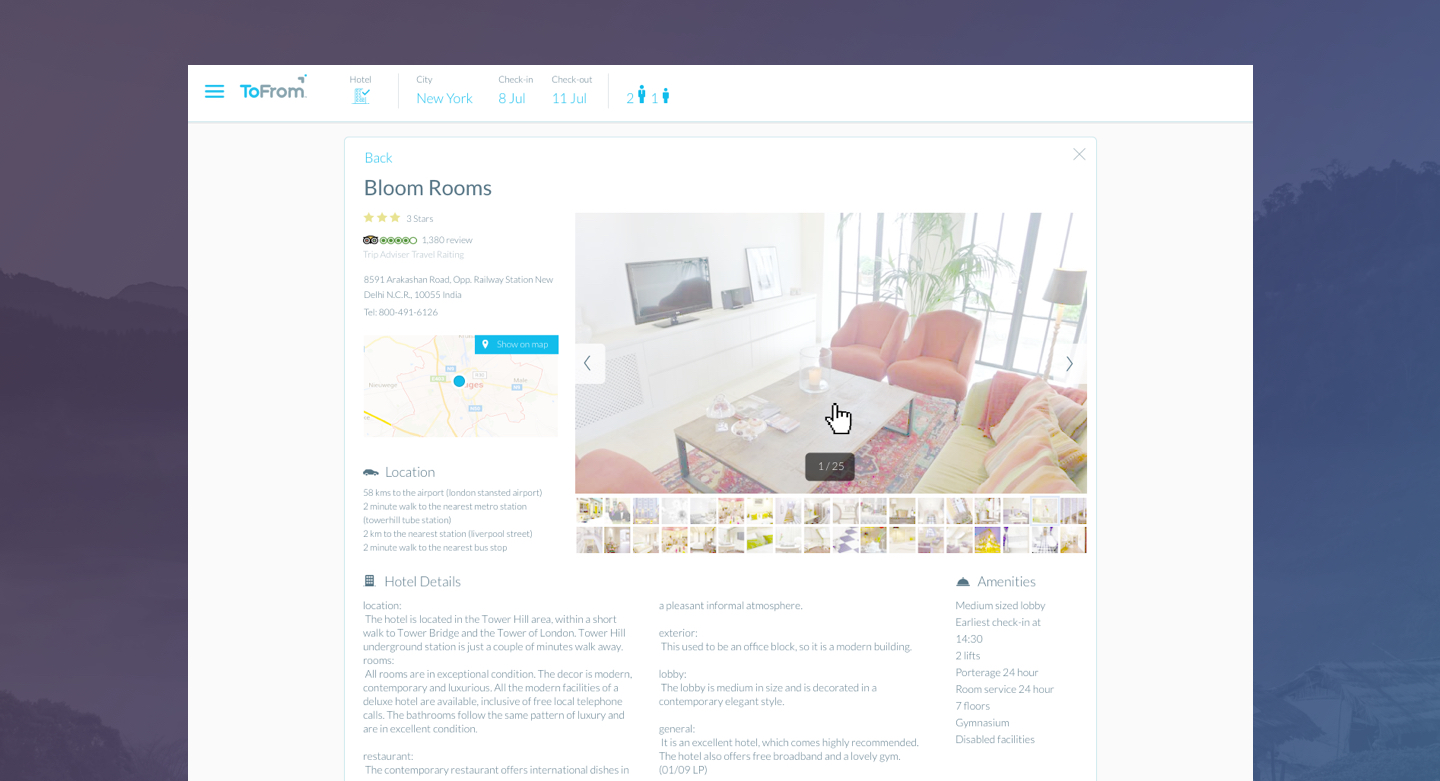 ToFrom
Hotel
City
New York
Check-in
8 Jul
Check-out
11 Jul
2 1
Back
Bloom Rooms
3 Stars
1,380 review
Trip Adviser Travel Raiting
8591 Arakashan Road, Opp. Railway Station New
Delhi N.C.R., 10055 India
Tel: 800-491-6126
Show on map
Nieuwege
Male
1 / 25
Location
58 kms to the airport (london stansted airport)
2 minute walk to the nearest metro station
(towerhill tube station)
2 km to the nearest station (liverpool street)
2 minute walk to the nearest bus stop
Hotel Details
location:
The hotel is located in the Tower Hill area, within a short
walk to Tower Bridge and the Tower of London. Tower Hill
underground station is just a couple of minutes walk away.
rooms:
All rooms are in exceptional condition. The decor is modern,
contemporary and luxurious. All the modern facilities of a
deluxe hotel are available, inclusive of free local telephone
calls. The bathrooms follow the same pattern of luxury and
are in excellent condition.
restaurant:
The contemporary restaurant offers international dishes in
a pleasant informal atmosphere.
exterior:
This used to be an office block, so it is a modern building.
lobby:
The lobby is medium in size and is decorated in a
contemporary elegant style.
general:
It is an excellent hotel, which comes highly recommended.
The hotel also offers free broadband and a lovely gym.
(01/09 LP)
Amenities
Medium sized lobby
Earliest check-in at
14:30
2 lifts
Porterage 24 hour
Room service 24 hour
7 floors
Gymnasium
Disabled facilities